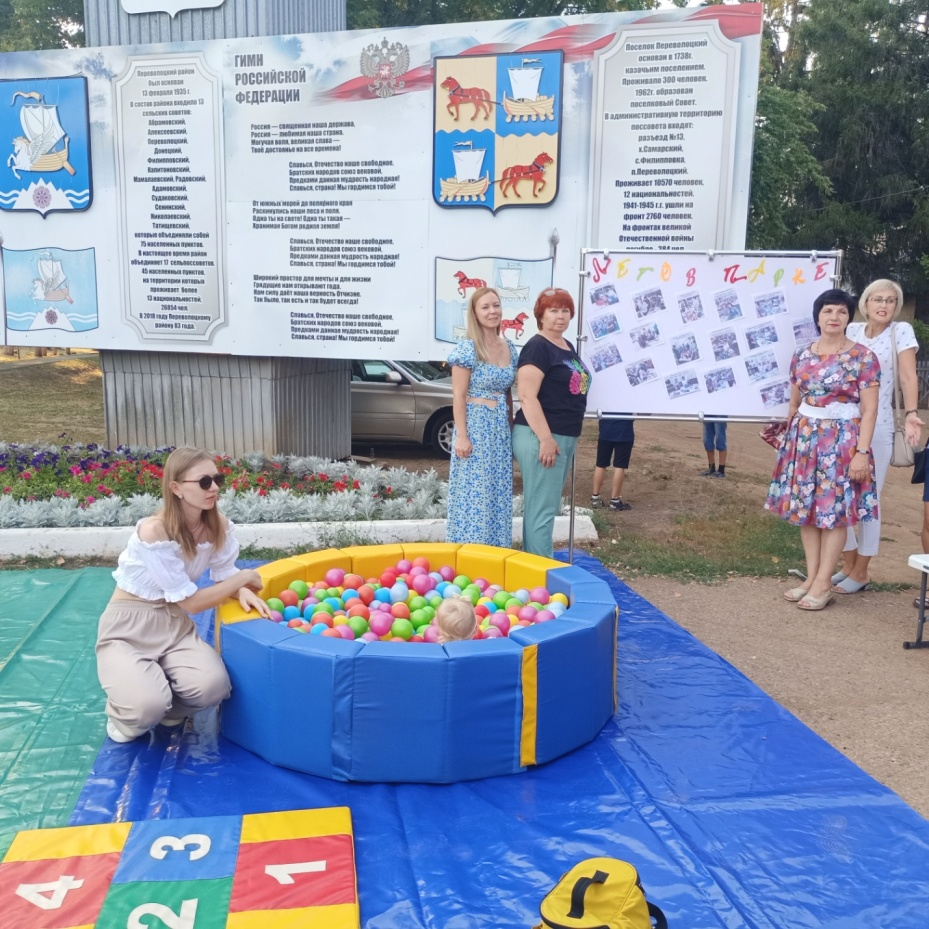 Переволоцкий район
был основан
13 февраля 1935 г.
В состав района входили 13
сельских советов:
Абрамовский,
Алексеевский,
Переволоцкий,
Донецкий,
Филипповский,
Капитоновский,
Мамалаевский, Радовский,
Адамовский,
Судаковский,
Сеннинский,
Николаевский,
Татищевский,
которые объединяли собой
75 населенных пунктов.
В настоящее время район
объединяет 17 сельпосоветов.
45 населенных пунктов,
на территории которых
проживает более
13 национальностей.
26854 чел
В 2019 году Переволоцкому
району 83 года
ГИМН
РОССИЙСКОЙ
ФЕДЕРАЦИИ
Россия — священная наша держава,
Россия — любимая наша страна.
Могучая воля, великая слава —
Твоё достоянье на все времена!
Славься, Отечество наше свободное,
Братских народов союз вековой,
Предками данная мудрость народная!
Славься, страна! Мы гордимся тобой!
От южных морей до полярного края
Раскинулись наши леса и поля.
Одна ты на свете! Одна ты такая —
Хранимая Богом родная земля!
Славься, Отечество наше свободное,
Братских народов союз вековой,
Предками данная мудрость народная!
Славься, страна! Мы гордимся тобой!
Широкий простор для мечты и для жизни
Грядущие нам открывают года.
Нам силу даёт наша верность Отчизне.
Так было, так есть и так будет всегда!
Славься, Отечество наше свободное,
Братских народов союз вековой,
Предками данная мудрость народная!
Славься, страна! Мы гордимся тобой!
Поселок Переволоцкий
основан в 1738г.
казачьим поселением.
Проживало 300 человек.
1962г. образован
поселковый Совет.
В административную территорию
поссовета входят:
разъезд №13,
х.Самарский,
с.Филипповка,
п.Переволоцкий.
Проживает 10570 человек,
12 национальностей.
1941-1945 г.г. ушли на
фронт 2760 человек.
На фронтах великой
Отечественной войны
погибло 384 чел
ЛЕТО В ПАРКЕ
4
3
2
1